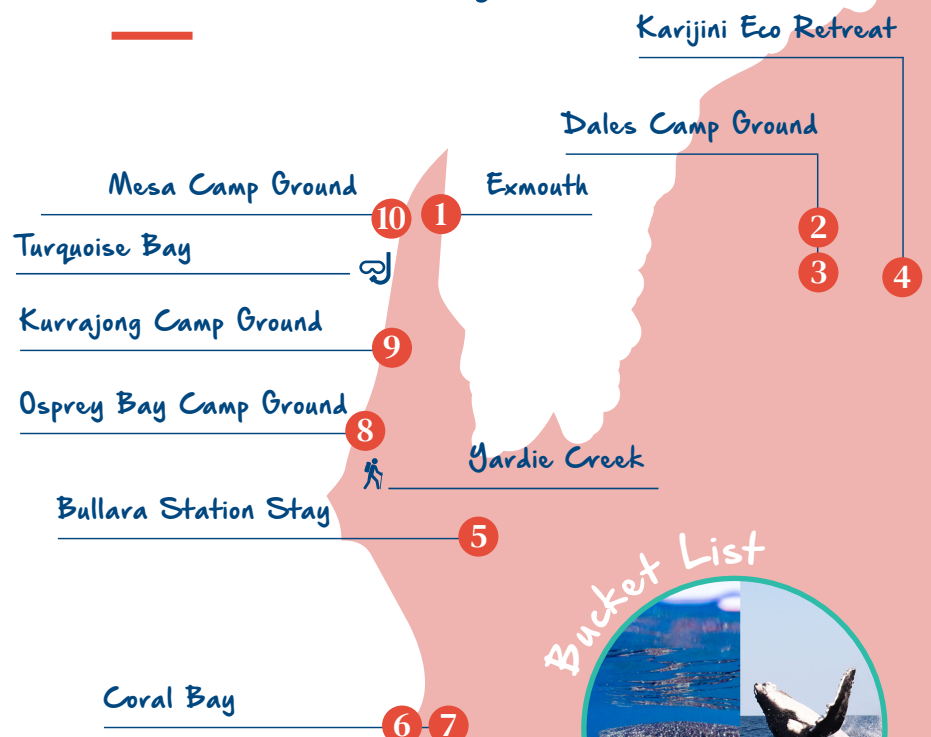 Karijini Eco Retreat
Dales Camp Ground
Mesa Camp Ground
10
1
Exmouth
Turquoise Bay
2
3
4
Kurrajong Camp Ground
9
Osprey Bay Camp Ground
8
Yardie Creek
Bullara Station Stay
5
Bucket List
Coral Bay
6
7